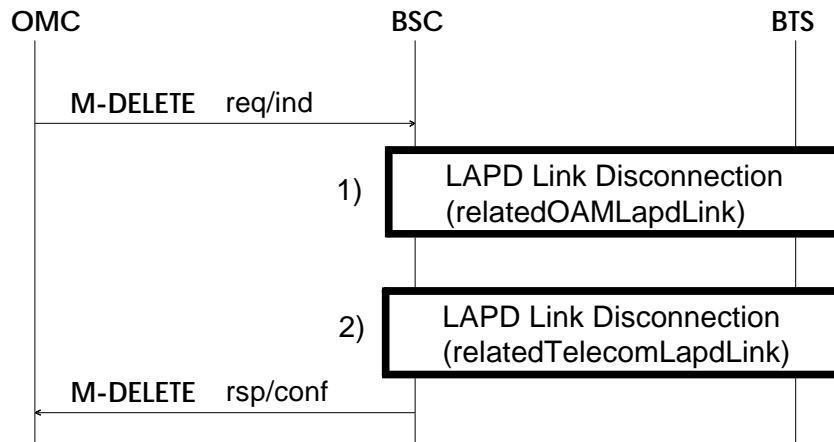 OMC BSC BTS
M-DELETE req/ind
1) LAPD Link Disconnection
(relatedOAMLapdLink)
2) LAPD Link Disconnection
(relatedTelecomLapdLink)
M-DELETE rsp/conf